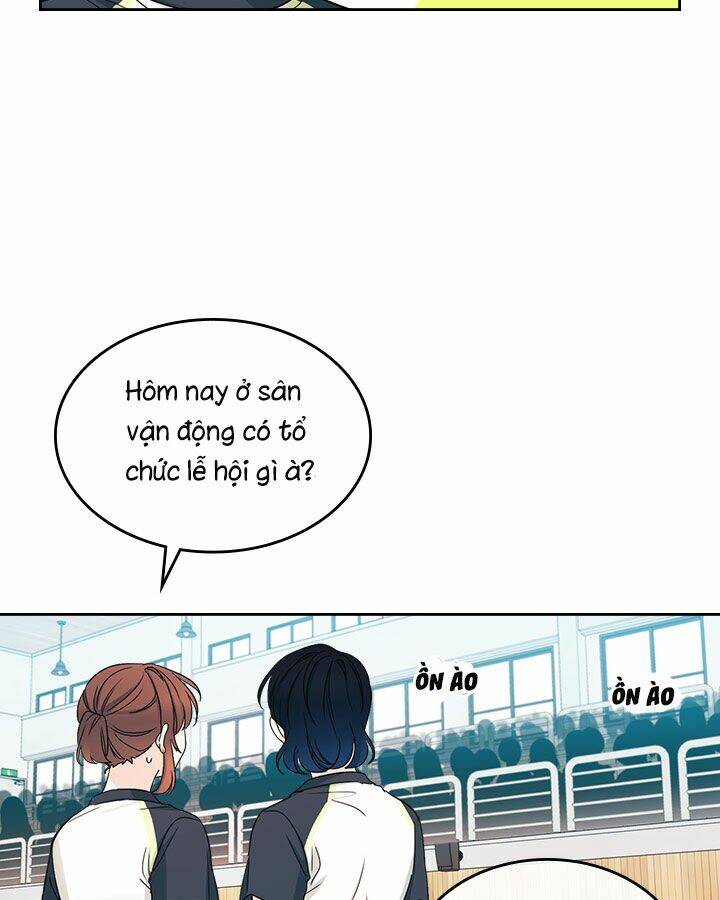 Hôm nay ở sân
vận động có tổ
chức lễ hội gì à?
ỒN ÀO
ỒN ÀO